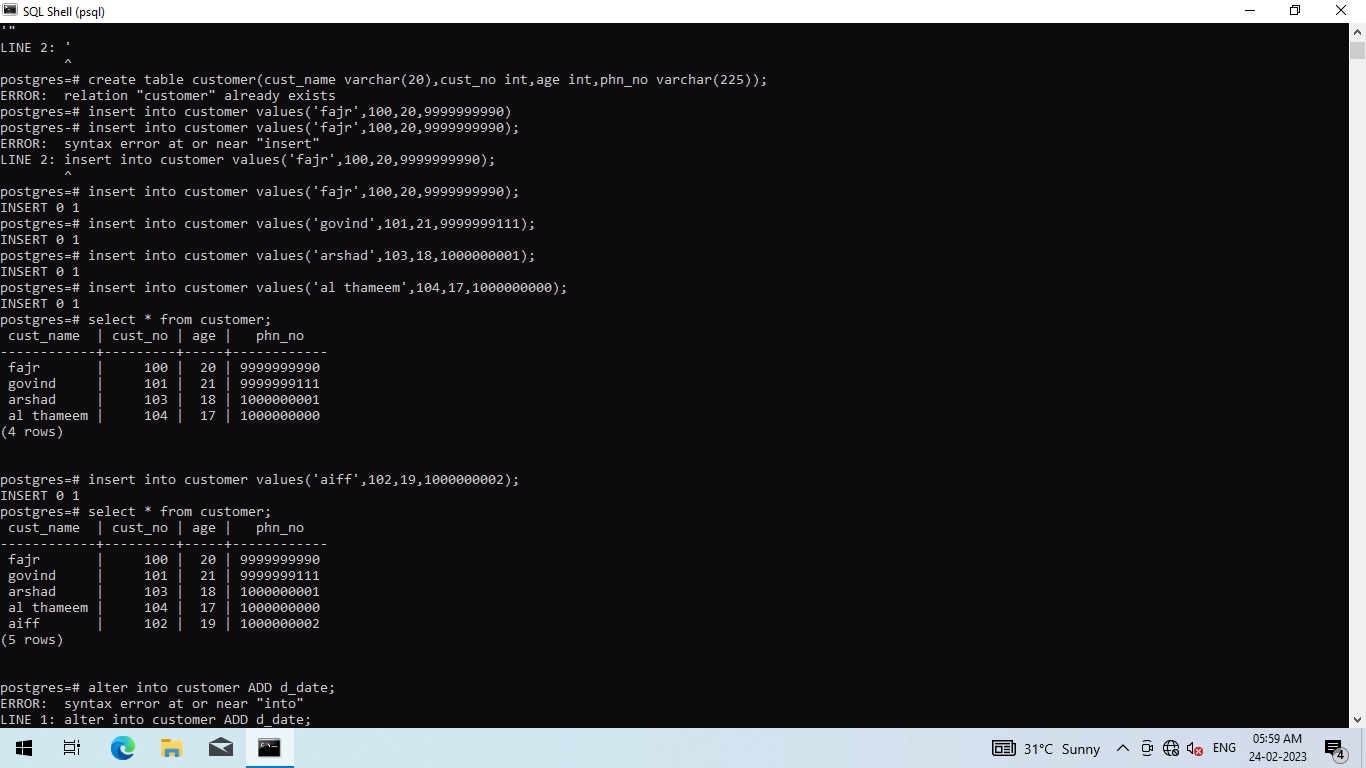 SQL Shell (psql)
'"
LINE 2: '
^
postgres=# create table customer(cust_name varchar(20),cust_no int,age int,phn_no varchar(225));
ERROR:  relation "customer" already exists
postgres=# insert into customer values('fajr',100,20,9999999990)
postgres-# insert into customer values('fajr',100,20,9999999990);
ERROR:  syntax error at or near "insert"
LINE 2: insert into customer values('fajr',100,20,9999999990);
        ^
postgres=# insert into customer values('fajr',100,20,9999999990);
INSERT 0 1
postgres=# insert into customer values('govind',101,21,9999999111);
INSERT 0 1
postgres=# insert into customer values('arshad',103,18,1000000001);
INSERT 0 1
postgres=# insert into customer values('al thameem',104,17,1000000000);
INSERT 0 1
postgres=# select * from customer;
 cust_name  | cust_no | age |   phn_no
------------+---------+-----+------------
 fajr       |     100 |  20 | 9999999990
 govind     |     101 |  21 | 9999999111
 arshad     |     103 |  18 | 1000000001
 al thameem |     104 |  17 | 1000000000
(4 rows)
postgres=# insert into customer values('aiff',102,19,1000000002);
INSERT 0 1
postgres=# select * from customer;
 cust_name  | cust_no | age |   phn_no
------------+---------+-----+------------
 fajr       |     100 |  20 | 9999999990
 govind     |     101 |  21 | 9999999111
 arshad     |     103 |  18 | 1000000001
 al thameem |     104 |  17 | 1000000000
 aiff       |     102 |  19 | 1000000002
(5 rows)
postgres=# alter into customer ADD d_date;
ERROR:  syntax error at or near "into"
LINE 1: alter into customer ADD d_date;
31°C  Sunny
ENG
05:59 AM
24-02-2023
4